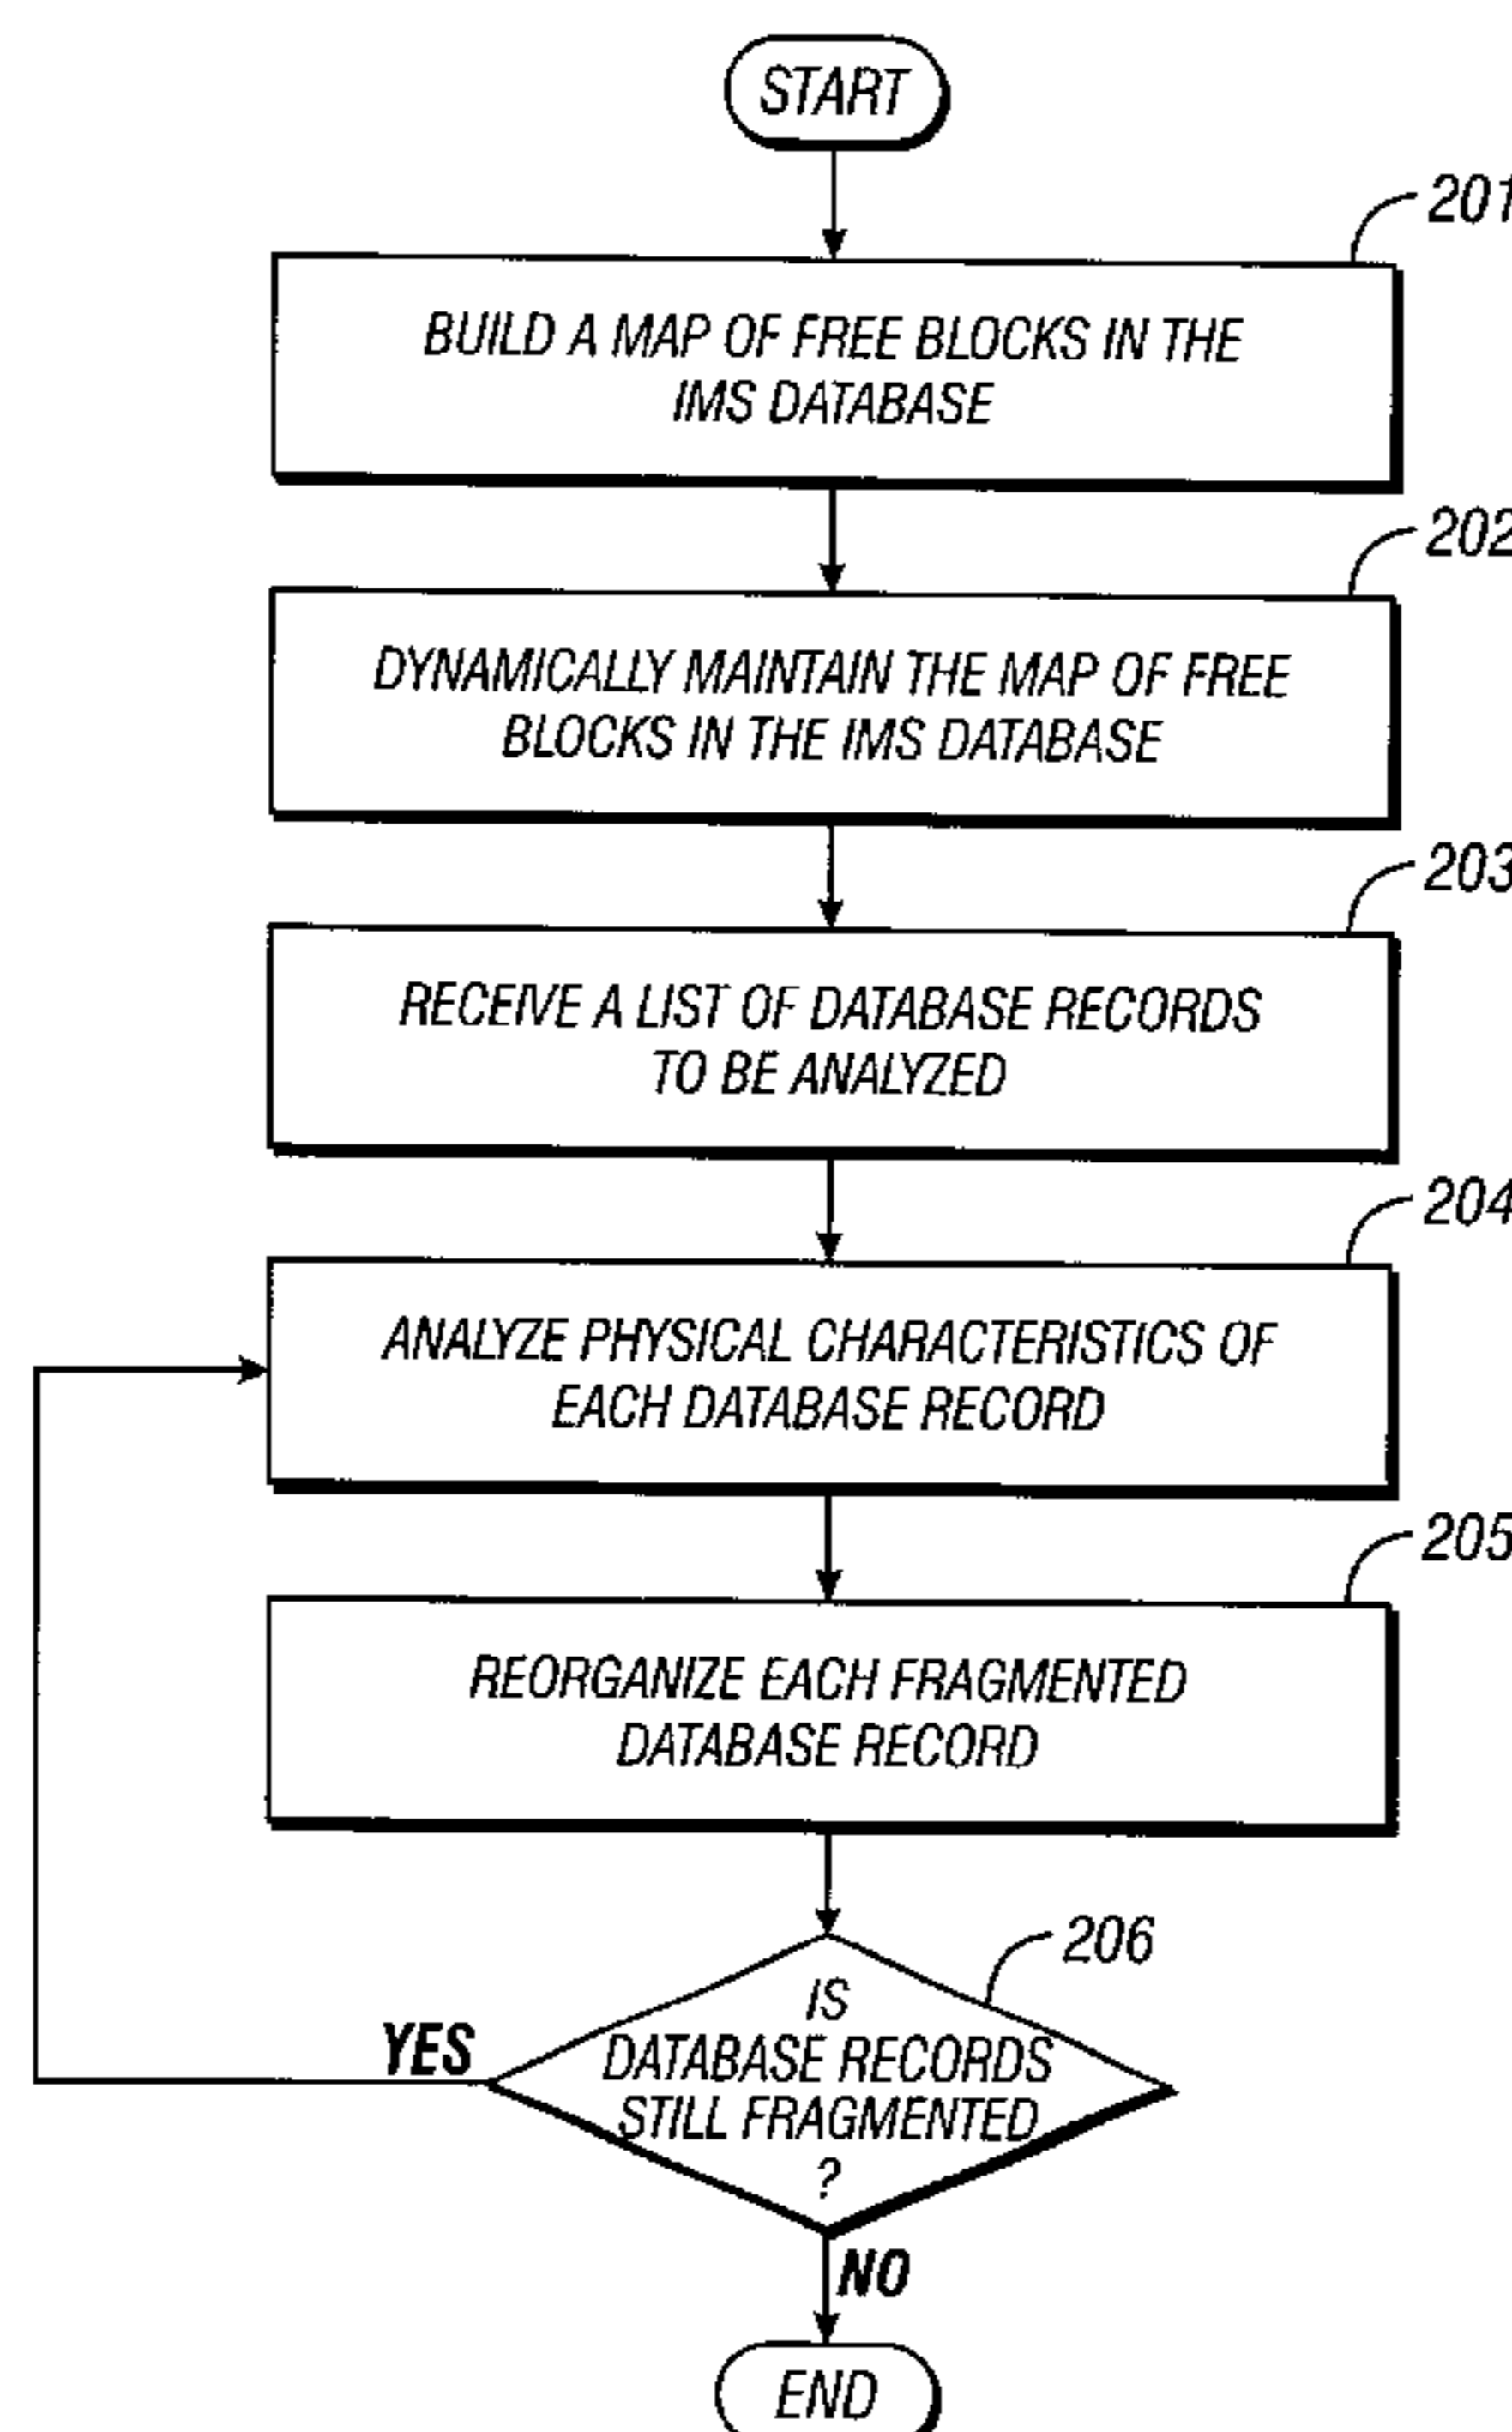 START
201
BUILD A MAP OF FREE BLOCKS IN THE
IMS DATABASE
202
DYNAMICALLY MAINTAIN THE MAP OF FREE
BLOCKS IN THE IMS DATABASE
203
RECEIVE A LIST OF DATABASE RECORDS
TO BE ANALYZED
204
ANALYZE PHYSICAL CHARACTERISTICS OF
EACH DATABASE RECORD
205
REORGANIZE EACH FRAGMENTED
DATABASE RECORD
206
IS
DATABASE RECORDS
STILL FRAGMENTED
?
YES
NO
END